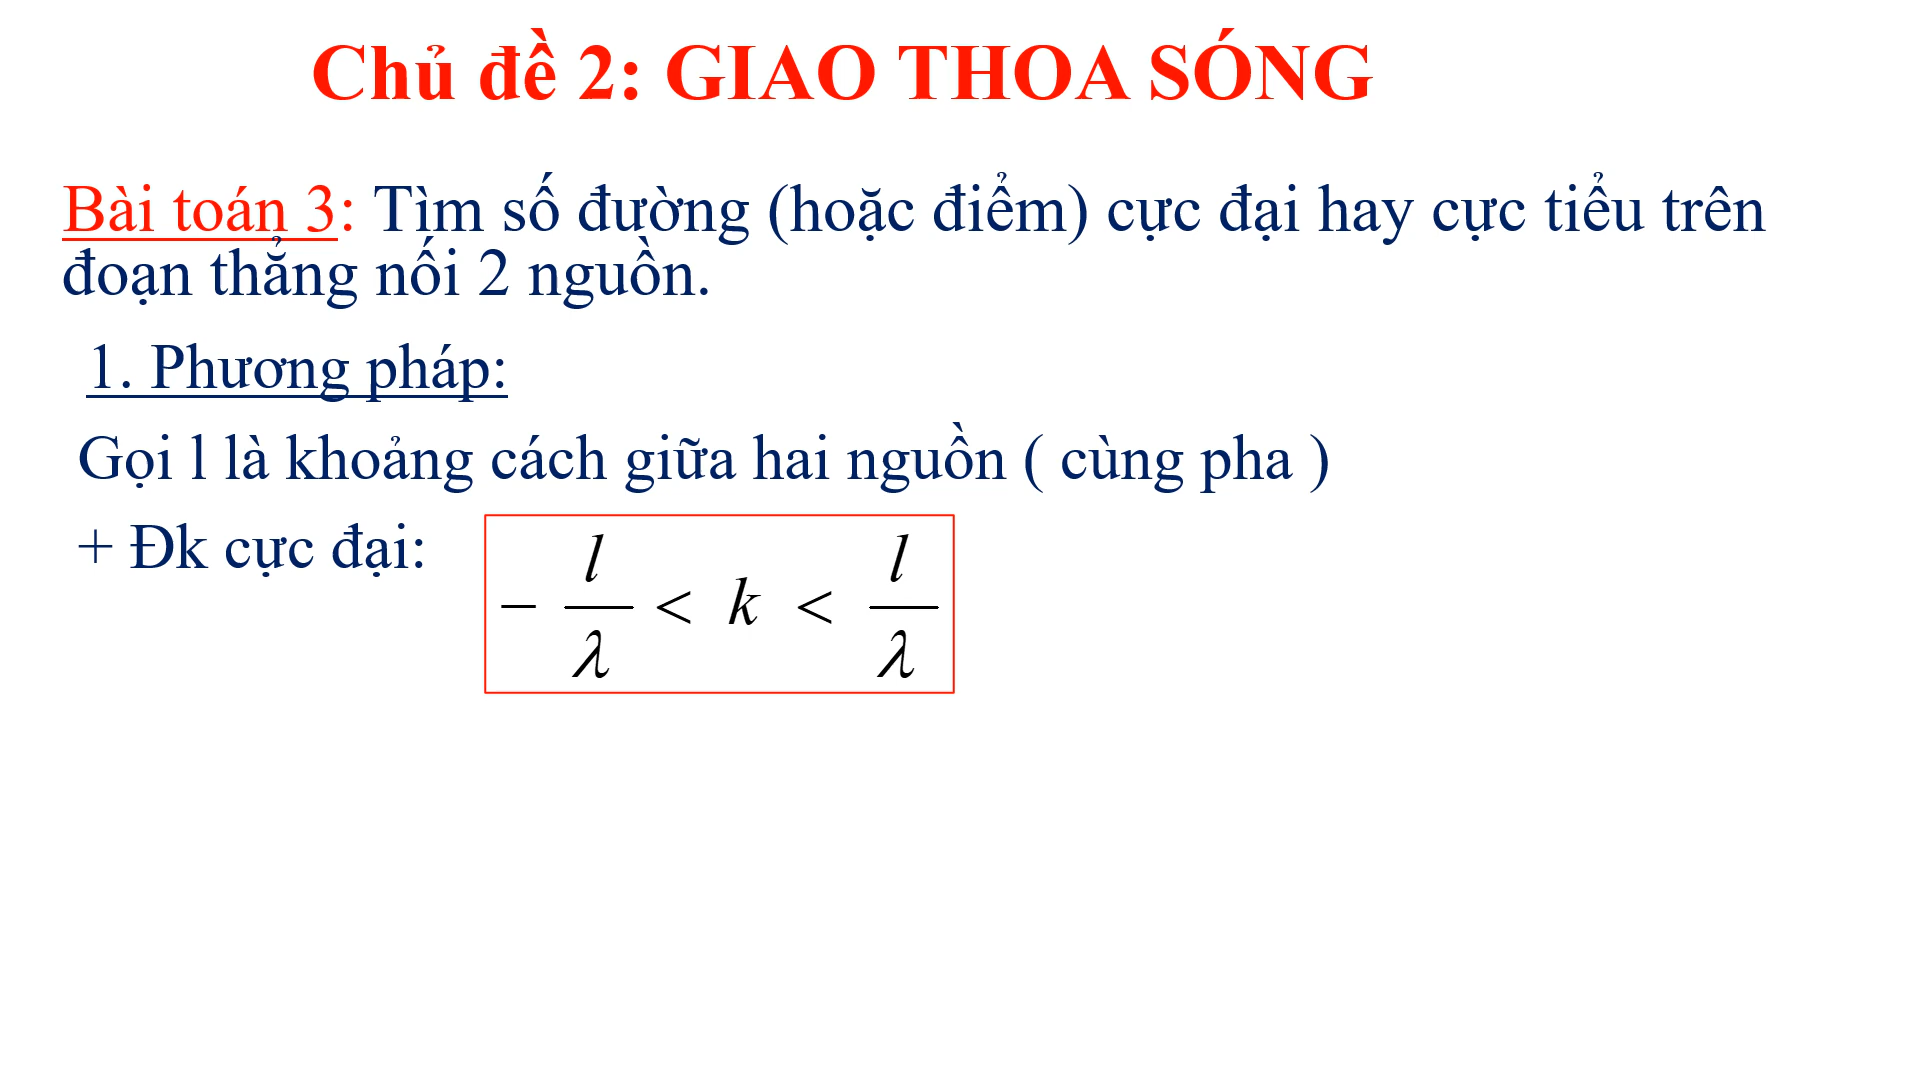 Chủ đề 2: GIAO THOA SÓNG
Bài toán 3: Tìm số đường (hoặc điểm) cực đại hay cực tiểu trên
đoạn thẳng nối 2 nguồn.
1. Phương pháp:
Gọi l là khoảng cách giữa hai nguồn ( cùng pha )
+ Đk cực đại:
− l/λ < k < l/λ